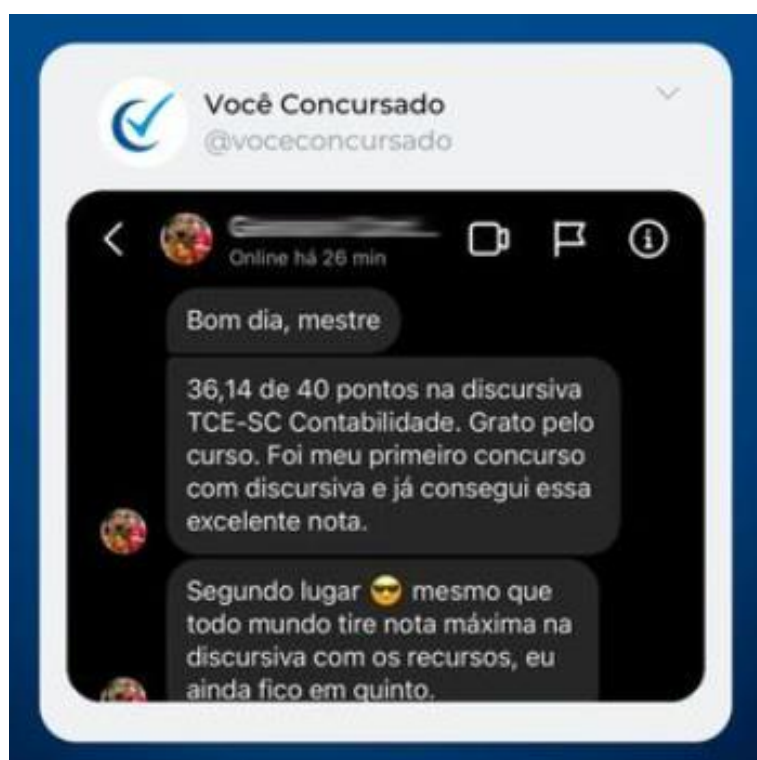 Você Concursado
@voceconcursado
Online há 26 min
Bom dia, mestre
36,14 de 40 pontos na discursiva
TCE-SC Contabilidade. Grato pelo
curso. Foi meu primeiro concurso
com discursiva e já consegui essa
excelente nota.
Segundo lugar 😎 mesmo que
todo mundo tire nota máxima na
discursiva com os recursos, eu
ainda fico em quinto.